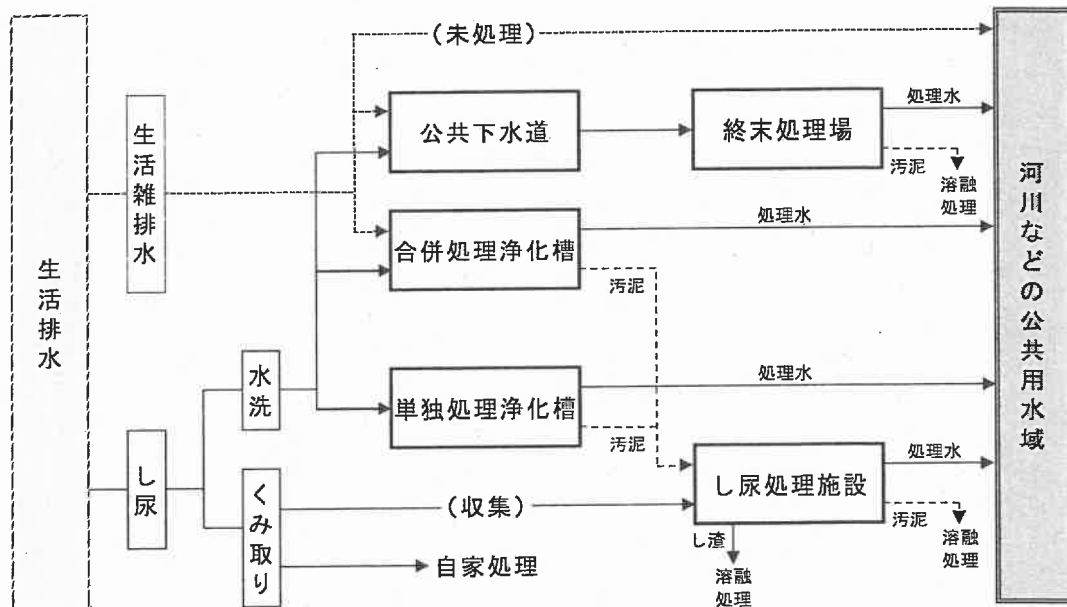 生活排水
生活雑排水
し尿
水洗
くみ取り
(未処理)
公共下水道
終末処理場
処理水
汚泥
溶融
処理
合併処理浄化槽
処理水
汚泥
単独処理浄化槽
処理水
汚泥
(収集)
し尿処理施設
処理水
汚泥
溶融
処理
し渣
溶融
処理
自家処理
河川などの公共用水域